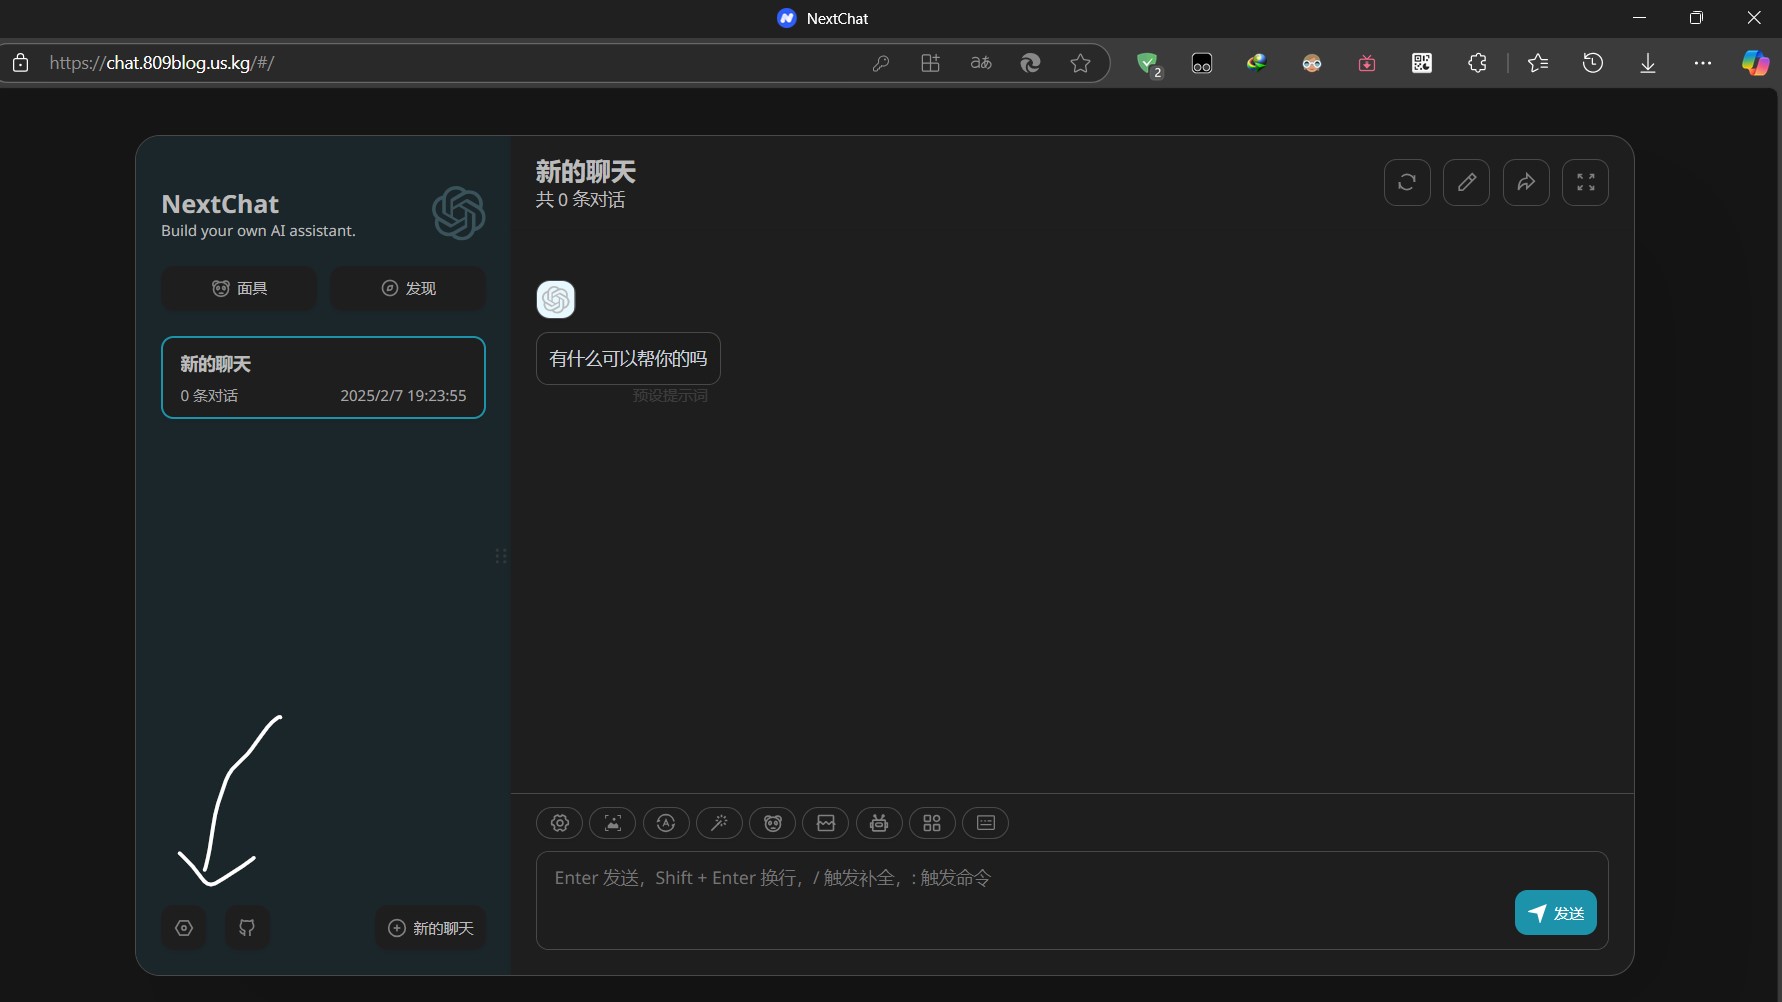 NextChat
https://chat.809blog.us.kg/#/
aあ
2
NextChat
Build your own AI assistant.
面具
发现
新的聊天
0 条对话
2025/2/7 19:23:55
新的聊天
新的聊天
共 0 条对话
有什么可以帮你的吗
预设提示词
Enter 发送，Shift + Enter 换行，/ 触发补全，: 触发命令
发送